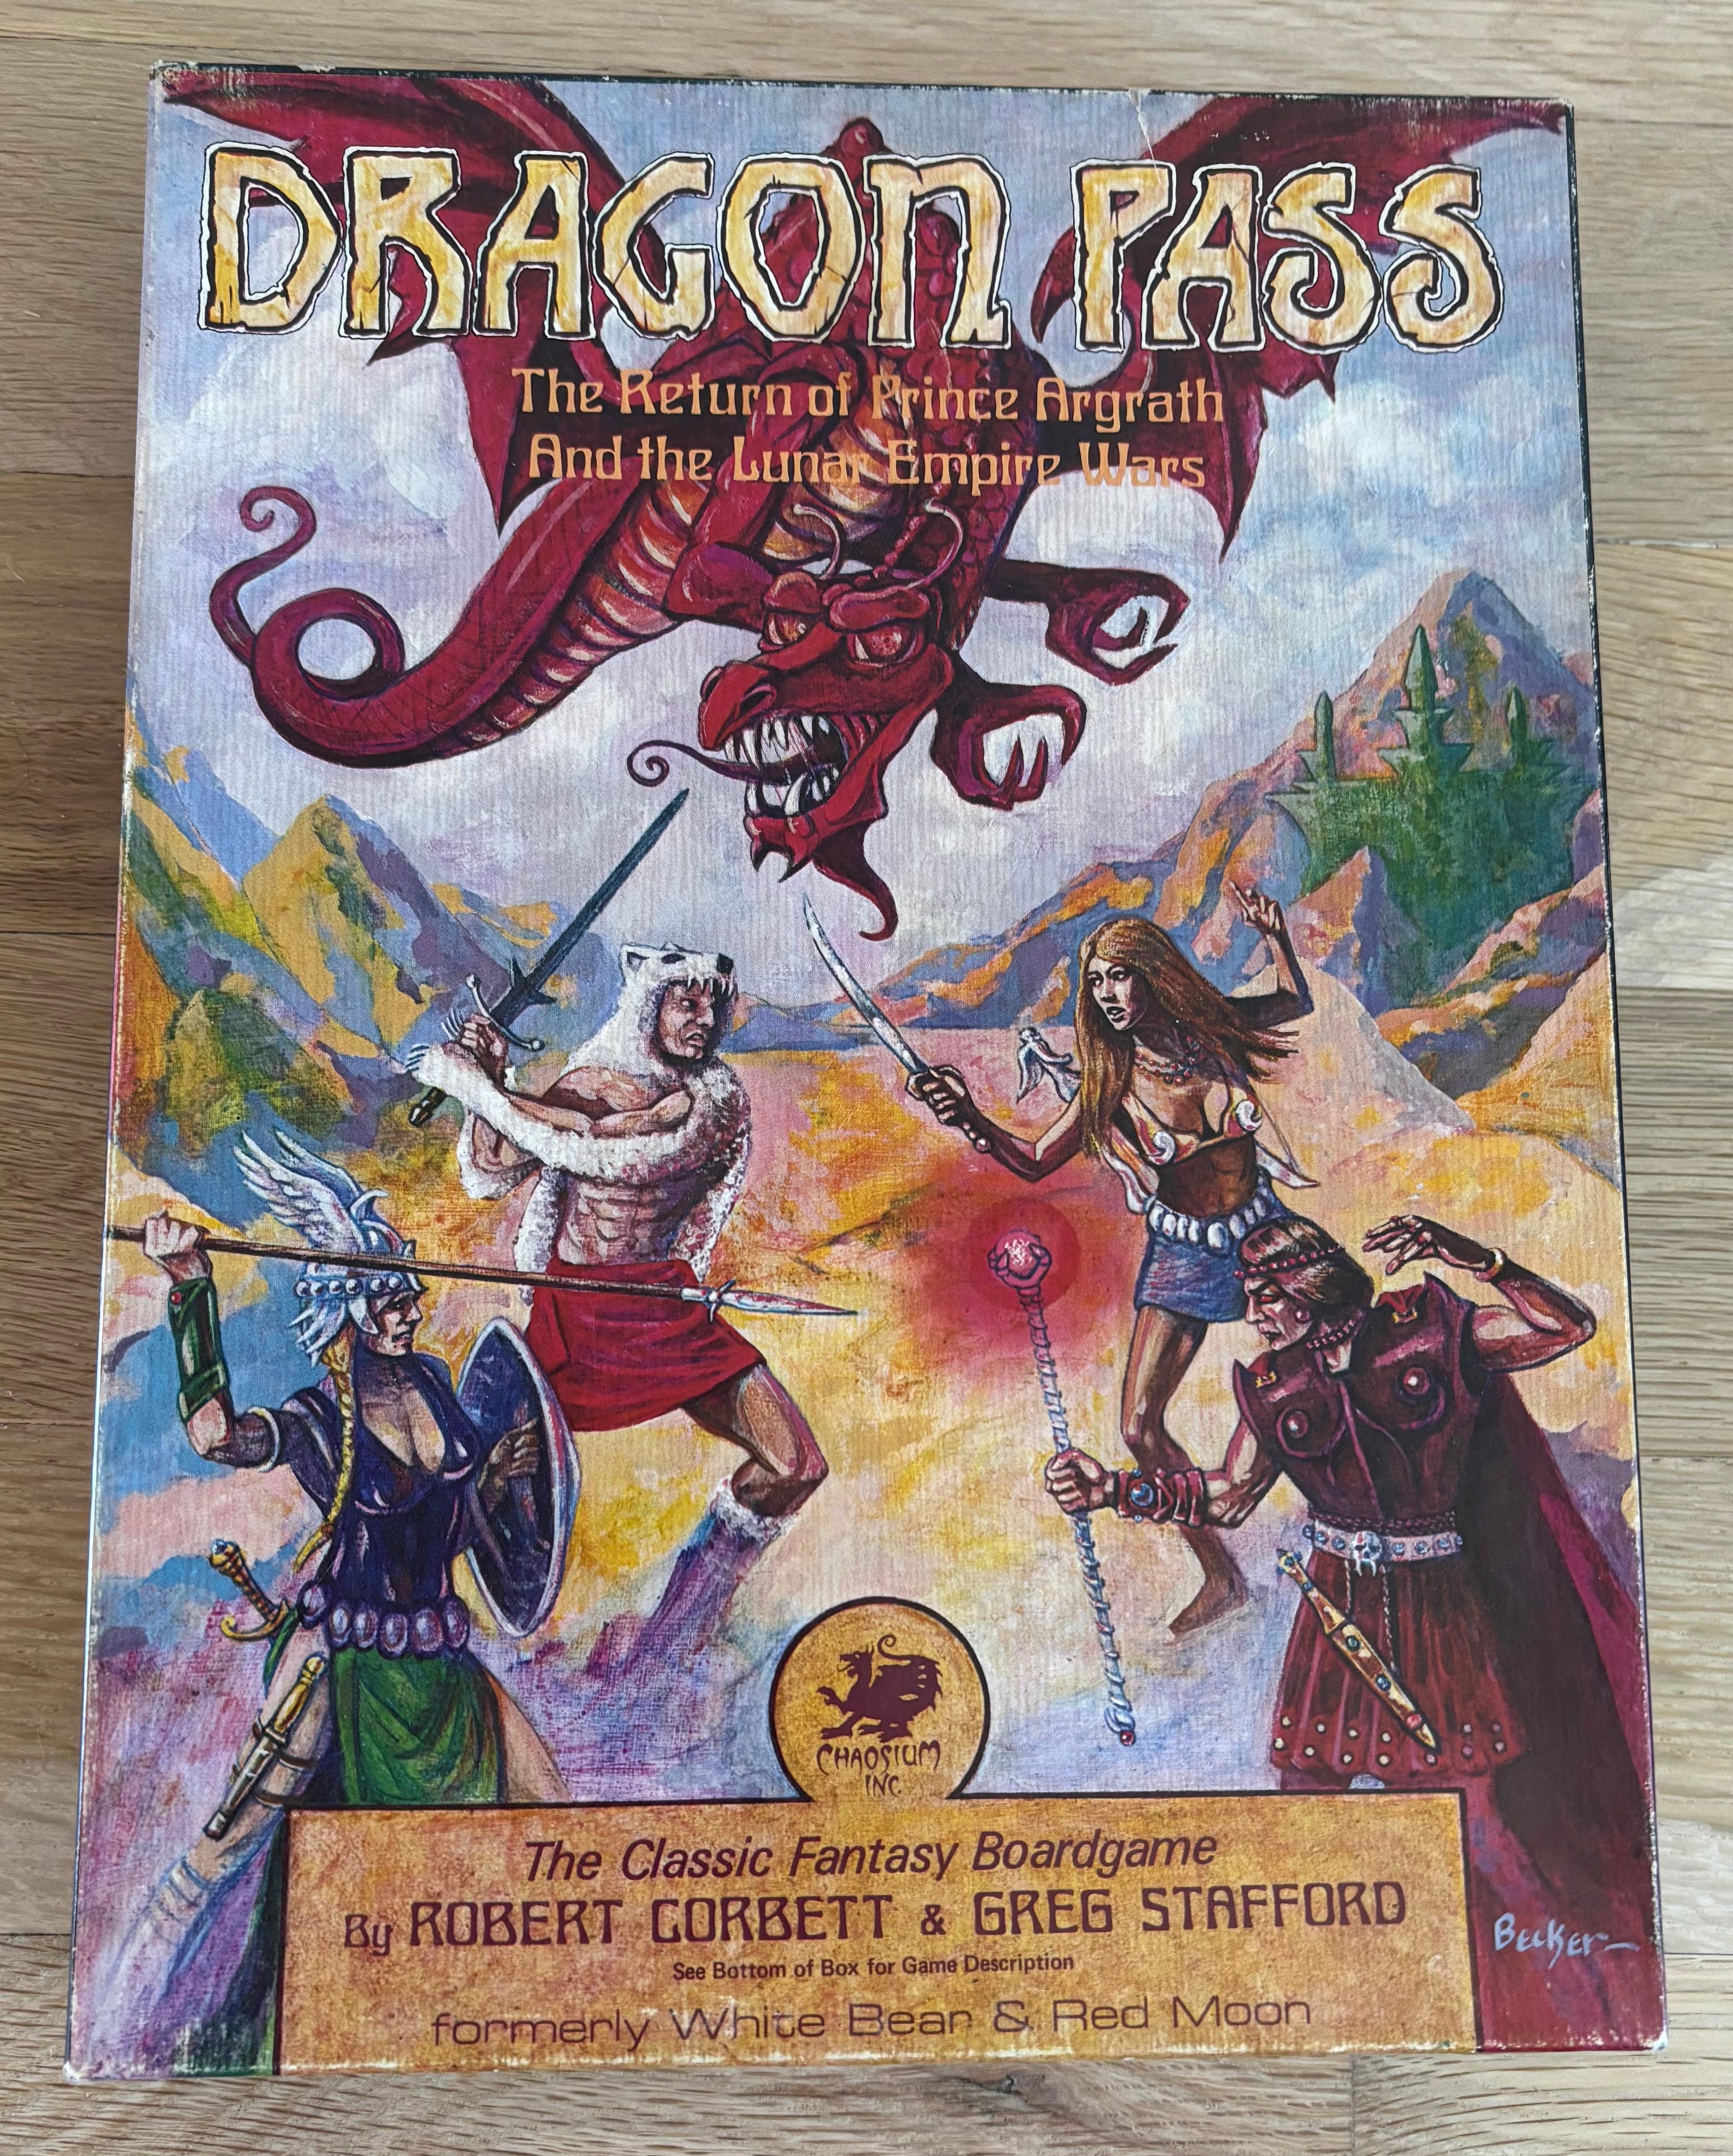 DRAGON PASS
The Return of Prince Argrath
And the Lunar Empire Wars
CHAOSIUM
INC.
The Classic Fantasy Boardgame
By ROBERT CORBETT & GREG STAFFORD
See Bottom of Box for Game Description
formerly White Bear & Red Moon
Becker